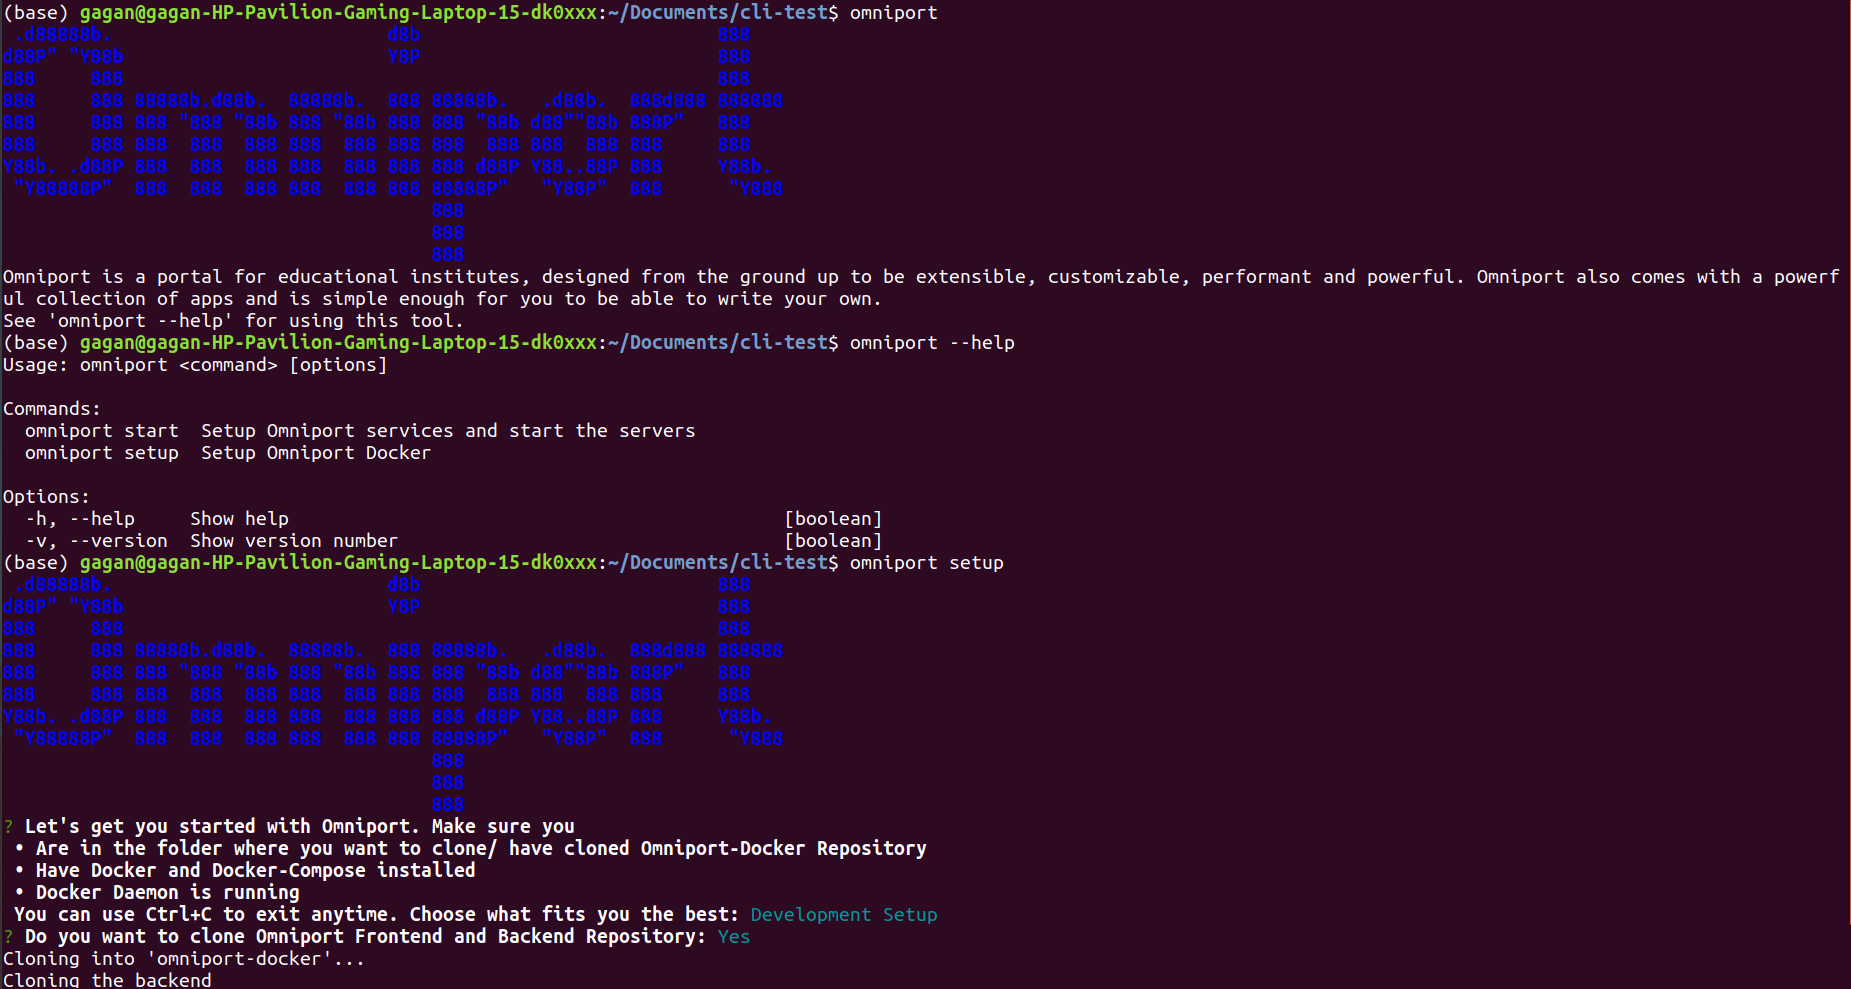 (base) gagan@gagan-HP-Pavilion-Gaming-Laptop-15-dk0xxx:~/Documents/cli-test$ omniport
 .d88888b.                         d8b                           888
d88P" "Y88b                        Y8P                           888
888     888                                                      888
888     888 88888b.d88b.  88888b.  888 88888b.   .d88b.  888d888 888888
888     888 888 "888 "88b 888 "88b 888 888 "88b d88""88b 888P"   888
888     888 888  888  888 888  888 888 888  888 888  888 888     888
Y88b. .d88P 888  888  888 888  888 888 888 d88P Y88..88P 888     Y88b.
 "Y88888P"  888  888  888 888  888 888 88888P"   "Y88P"  888      "Y888
                                       888
                                       888
                                       888
Omniport is a portal for educational institutes, designed from the ground up to be extensible, customizable, performant and powerful. Omniport also comes with a powerf
ul collection of apps and is simple enough for you to be able to write your own.
See 'omniport --help' for using this tool.
(base) gagan@gagan-HP-Pavilion-Gaming-Laptop-15-dk0xxx:~/Documents/cli-test$ omniport --help
Usage: omniport <command> [options]

Commands:
  omniport start  Setup Omniport services and start the servers
  omniport setup  Setup Omniport Docker

Options:
  -h, --help     Show help                                             [boolean]
  -v, --version  Show version number                                   [boolean]
(base) gagan@gagan-HP-Pavilion-Gaming-Laptop-15-dk0xxx:~/Documents/cli-test$ omniport setup
 .d88888b.                         d8b                           888
d88P" "Y88b                        Y8P                           888
888     888                                                      888
888     888 88888b.d88b.  88888b.  888 88888b.   .d88b.  888d888 888888
888     888 888 "888 "88b 888 "88b 888 888 "88b d88""88b 888P"   888
888     888 888  888  888 888  888 888 888  888 888  888 888     888
Y88b. .d88P 888  888  888 888  888 888 888 d88P Y88..88P 888     Y88b.
 "Y88888P"  888  888  888 888  888 888 88888P"   "Y88P"  888      "Y888
                                       888
                                       888
                                       888
? Let's get you started with Omniport. Make sure you
 • Are in the folder where you want to clone/ have cloned Omniport-Docker Repository
 • Have Docker and Docker-Compose installed
 • Docker Daemon is running
 You can use Ctrl+C to exit anytime. Choose what fits you the best: Development Setup
? Do you want to clone Omniport Frontend and Backend Repository: Yes
Cloning into 'omniport-docker'...
Cloning the backend